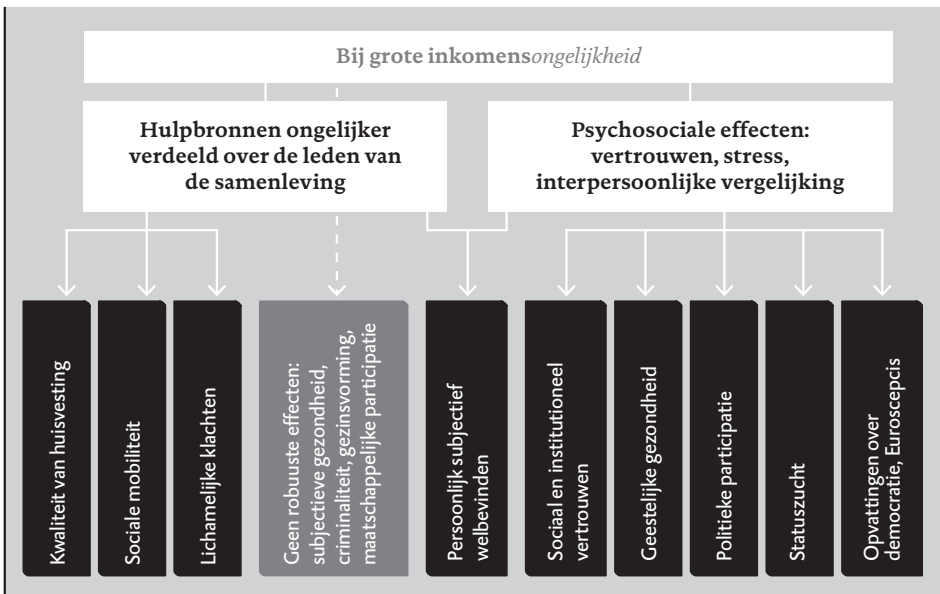 Bij grote inkomensongelijkheid
Hulpbronnen ongelijker
verdeeld over de leden van
de samenleving
Psychosociale effecten:
vertrouwen, stress,
interpersoonlijke vergelijking
Kwaliteit van huisvesting
Sociale mobiliteit
Lichamelijke klachten
Geen robuuste effecten:
subjectieve gezondheid,
criminaliteit, gezinsvorming,
maatschappelijke participatie
Persoonlijk subjectief
welbevinden
Sociaal en institutioneel
vertrouwen
Geestelijke gezondheid
Politieke participatie
Statuszucht
Opvattingen over
democratie, Euroscepcis